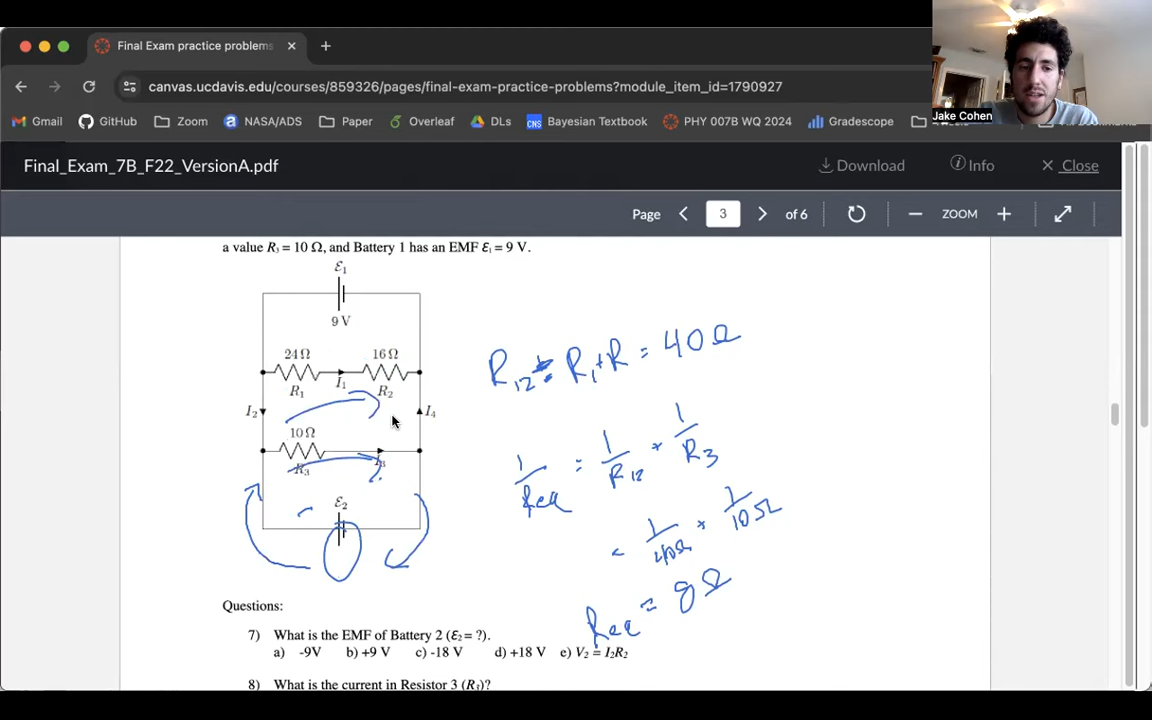 Final Exam practice problems
canvas.ucdavis.edu/courses/859326/pages/final-exam-practice-problems?module_item_id=1790927
Gmail GitHub Zoom NASA/ADS Paper Overleaf DLs Bayesian Textbook PHY 007B WQ 2024 Gradescope
Jake Cohen
Final_Exam_7B_F22_VersionA.pdf Download Info Close
Page 3 of 6 ZOOM
a value R₃ = 10 Ω, and Battery 1 has an EMF ℰ₁ = 9 V.
ℰ₁
9 V
24Ω 16Ω
R₁ I₁ R₂
I₂ I₄
10Ω
R₃
ℰ₂
R₁₂ = R₁ + R = 40Ω
1/Req = 1/R₁₂ + 1/R₃
= 1/40Ω + 1/10Ω
Req = 8Ω
Questions:
7) What is the EMF of Battery 2 (ℰ₂ = ?).
a) -9V b) +9 V c) -18 V d) +18 V e) V₂ = I₂R₂
8) What is the current in Resistor 3 (R₃)?